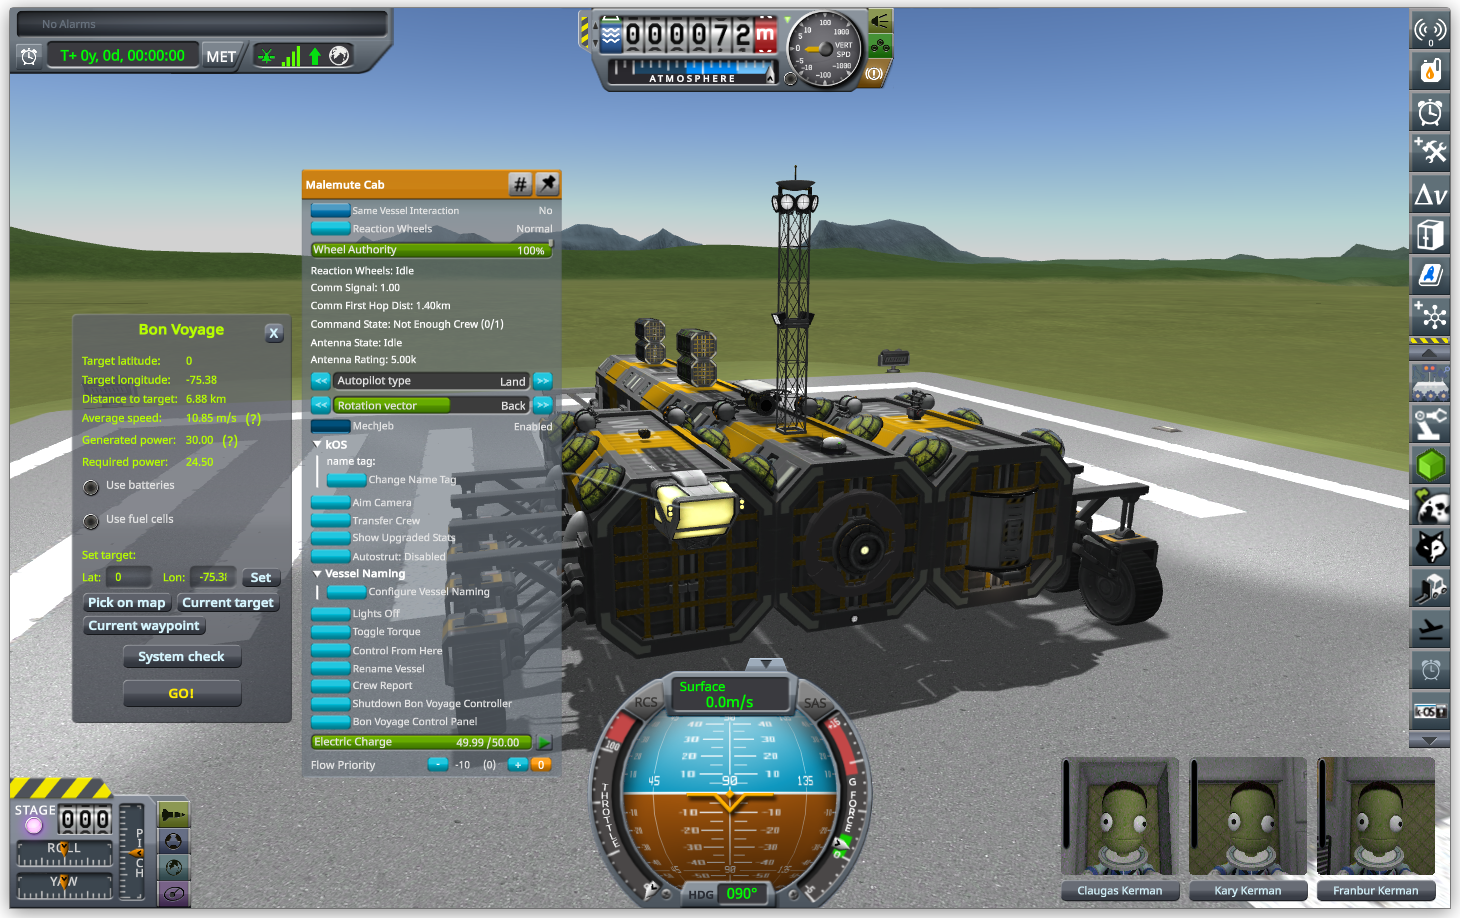 No Alarms
T+ 0y, 0d, 00:00:00
MET
000072 m
ATMOSPHERE
VERT
SPD
Malemute Cab
#
Same Vessel Interaction No
Reaction Wheels Normal
Wheel Authority 100%
Reaction Wheels: Idle
Comm Signal: 1.00
Comm First Hop Dist: 1.40km
Command State: Not Enough Crew (0/1)
Antenna State: Idle
Antenna Rating: 5.00k
<< Autopilot type Land >>
<< Rotation vector Back >>
MechJeb Enabled
kOS
name tag:
Change Name Tag
Aim Camera
Transfer Crew
Show Upgraded Stats
Autostrut: Disabled
Vessel Naming
Configure Vessel Naming
Lights Off
Toggle Torque
Control From Here
Rename Vessel
Crew Report
Shutdown Bon Voyage Controller
Bon Voyage Control Panel
Electric Charge 49.99 /50.00
Flow Priority - -10 (0) + 0
Bon Voyage X
Target latitude: 0
Target longitude: -75.38
Distance to target: 6.88 km
Average speed: 10.85 m/s (?)
Generated power: 30.00 (?)
Required power: 24.50
Use batteries
Use fuel cells
Set target:
Lat: 0 Lon: -75.38 Set
Pick on map Current target
Current waypoint
System check
GO!
Δv
k-OS
STAGE
000
ROLL
YAW
PITCH
RCS
Surface
0.0m/s
SAS
45 90 135
THROTTLE
G FORCE
HDG 090°
Claugas Kerman
Kary Kerman
Franbur Kerman